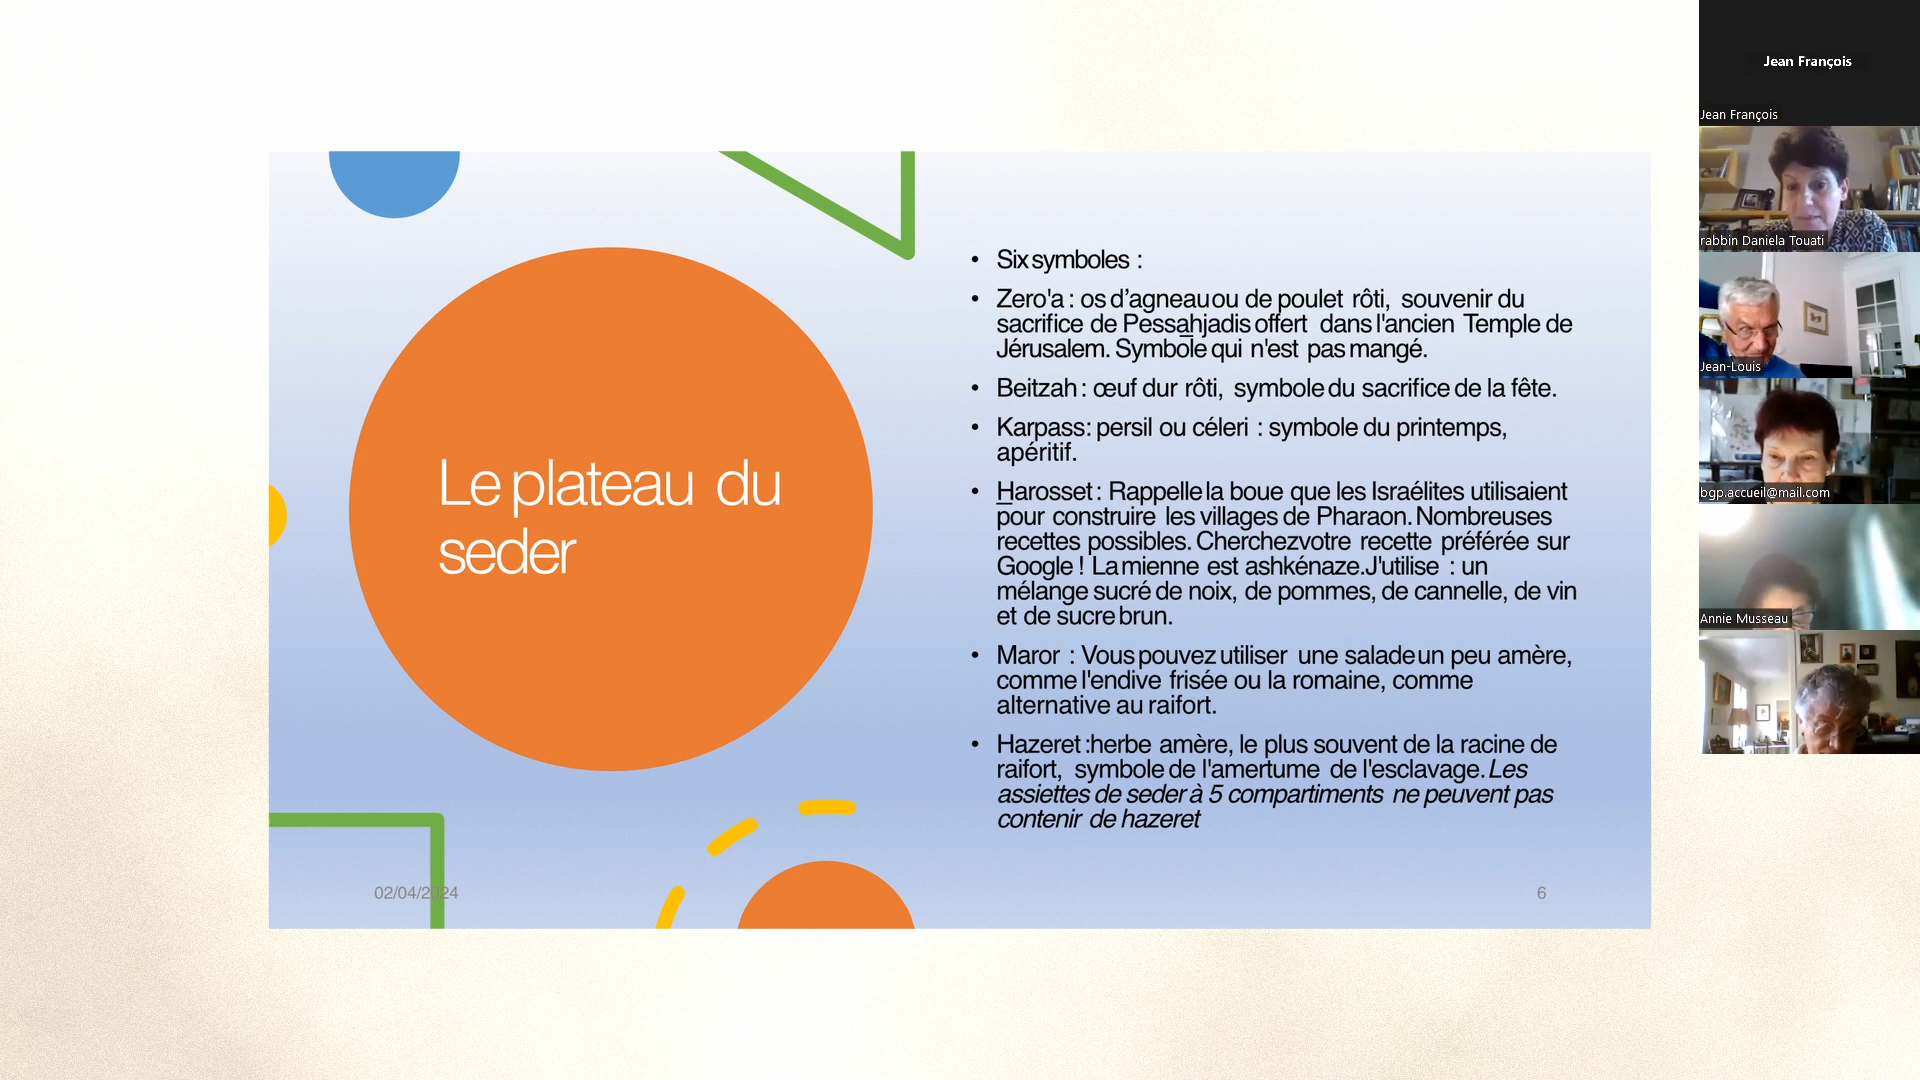 Le plateau du
seder
• Six symboles :
• Zero'a : os d’agneau ou de poulet rôti, souvenir du
sacrifice de Pessahjadis offert dans l'ancien Temple de
Jérusalem. Symbole qui n'est pas mangé.
• Beitzah : œuf dur rôti, symbole du sacrifice de la fête.
• Karpass: persil ou céleri : symbole du printemps,
apéritif.
• Harosset : Rappelle la boue que les Israélites utilisaient
pour construire les villages de Pharaon. Nombreuses
recettes possibles. Cherchezvotre recette préférée sur
Google ! La mienne est ashkénaze.J'utilise : un
mélange sucré de noix, de pommes, de cannelle, de vin
et de sucre brun.
• Maror : Vous pouvez utiliser une salade un peu amère,
comme l'endive frisée ou la romaine, comme
alternative au raifort.
• Hazeret :herbe amère, le plus souvent de la racine de
raifort, symbole de l'amertume de l'esclavage. Les
assiettes de seder à 5 compartiments ne peuvent pas
contenir de hazeret
02/04/2024
6
Jean François
Jean François
rabbin Daniela Touati
Jean-Louis
bgp.accueil@mail.com
Annie Musseau